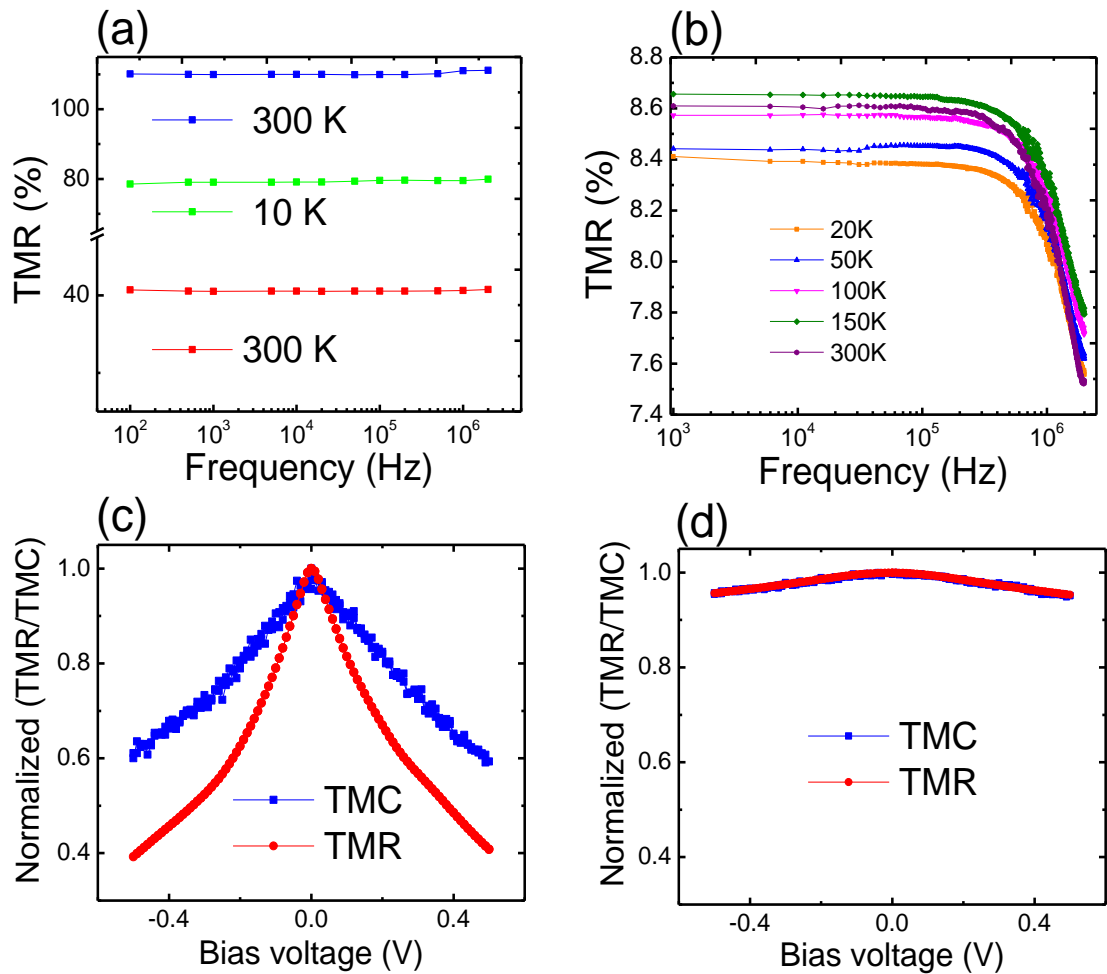 (a)
TMR (%)
100
80
40
300 K
10 K
300 K
10² 10³ 10⁴ 10⁵ 10⁶
Frequency (Hz)
(b)
TMR (%)
8.8
8.6
8.4
8.2
8.0
7.8
7.6
7.4
20K
50K
100K
150K
300K
10³ 10⁴ 10⁵ 10⁶
Frequency (Hz)
(c)
Normalized (TMR/TMC)
1.0
0.8
0.6
0.4
TMC
TMR
-0.4 0.0 0.4
Bias voltage (V)
(d)
Normalized (TMR/TMC)
1.0
0.8
0.6
0.4
TMC
TMR
-0.4 0.0 0.4
Bias voltage (V)